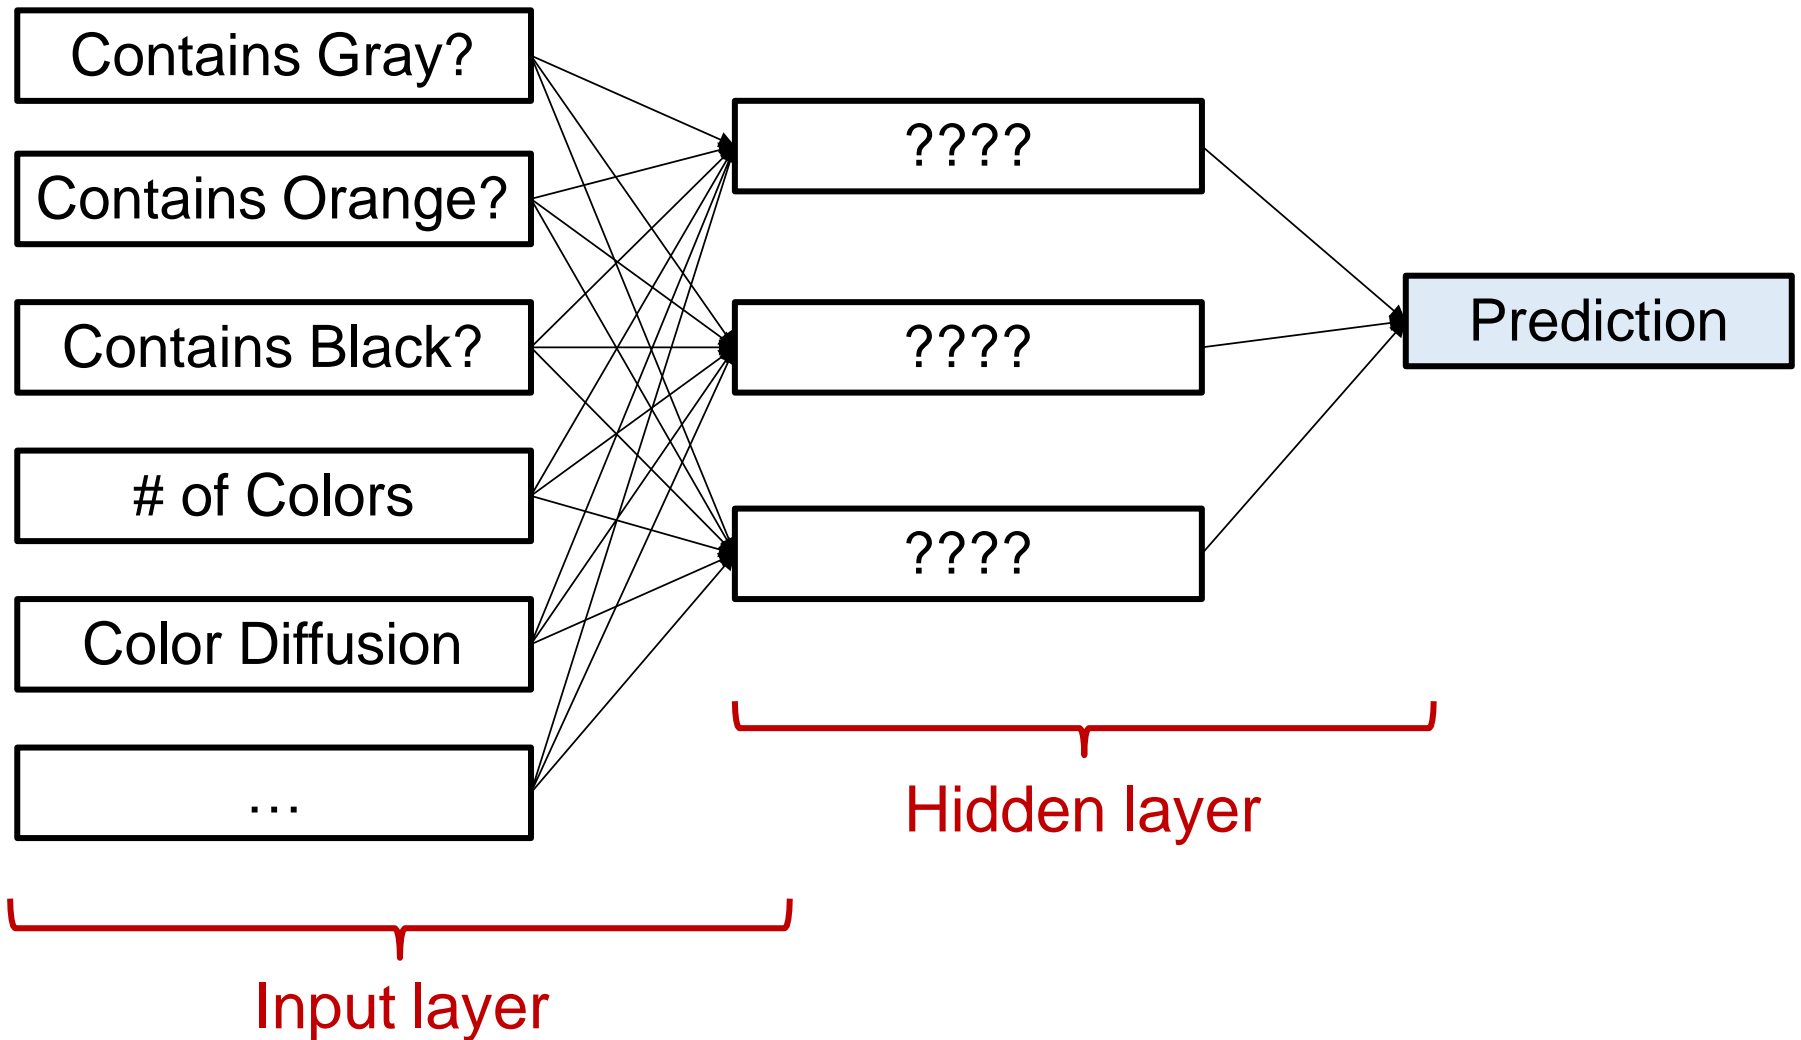 Contains Gray?
Contains Orange?
Contains Black?
# of Colors
Color Diffusion
…
????
????
????
Prediction
Hidden layer
Input layer